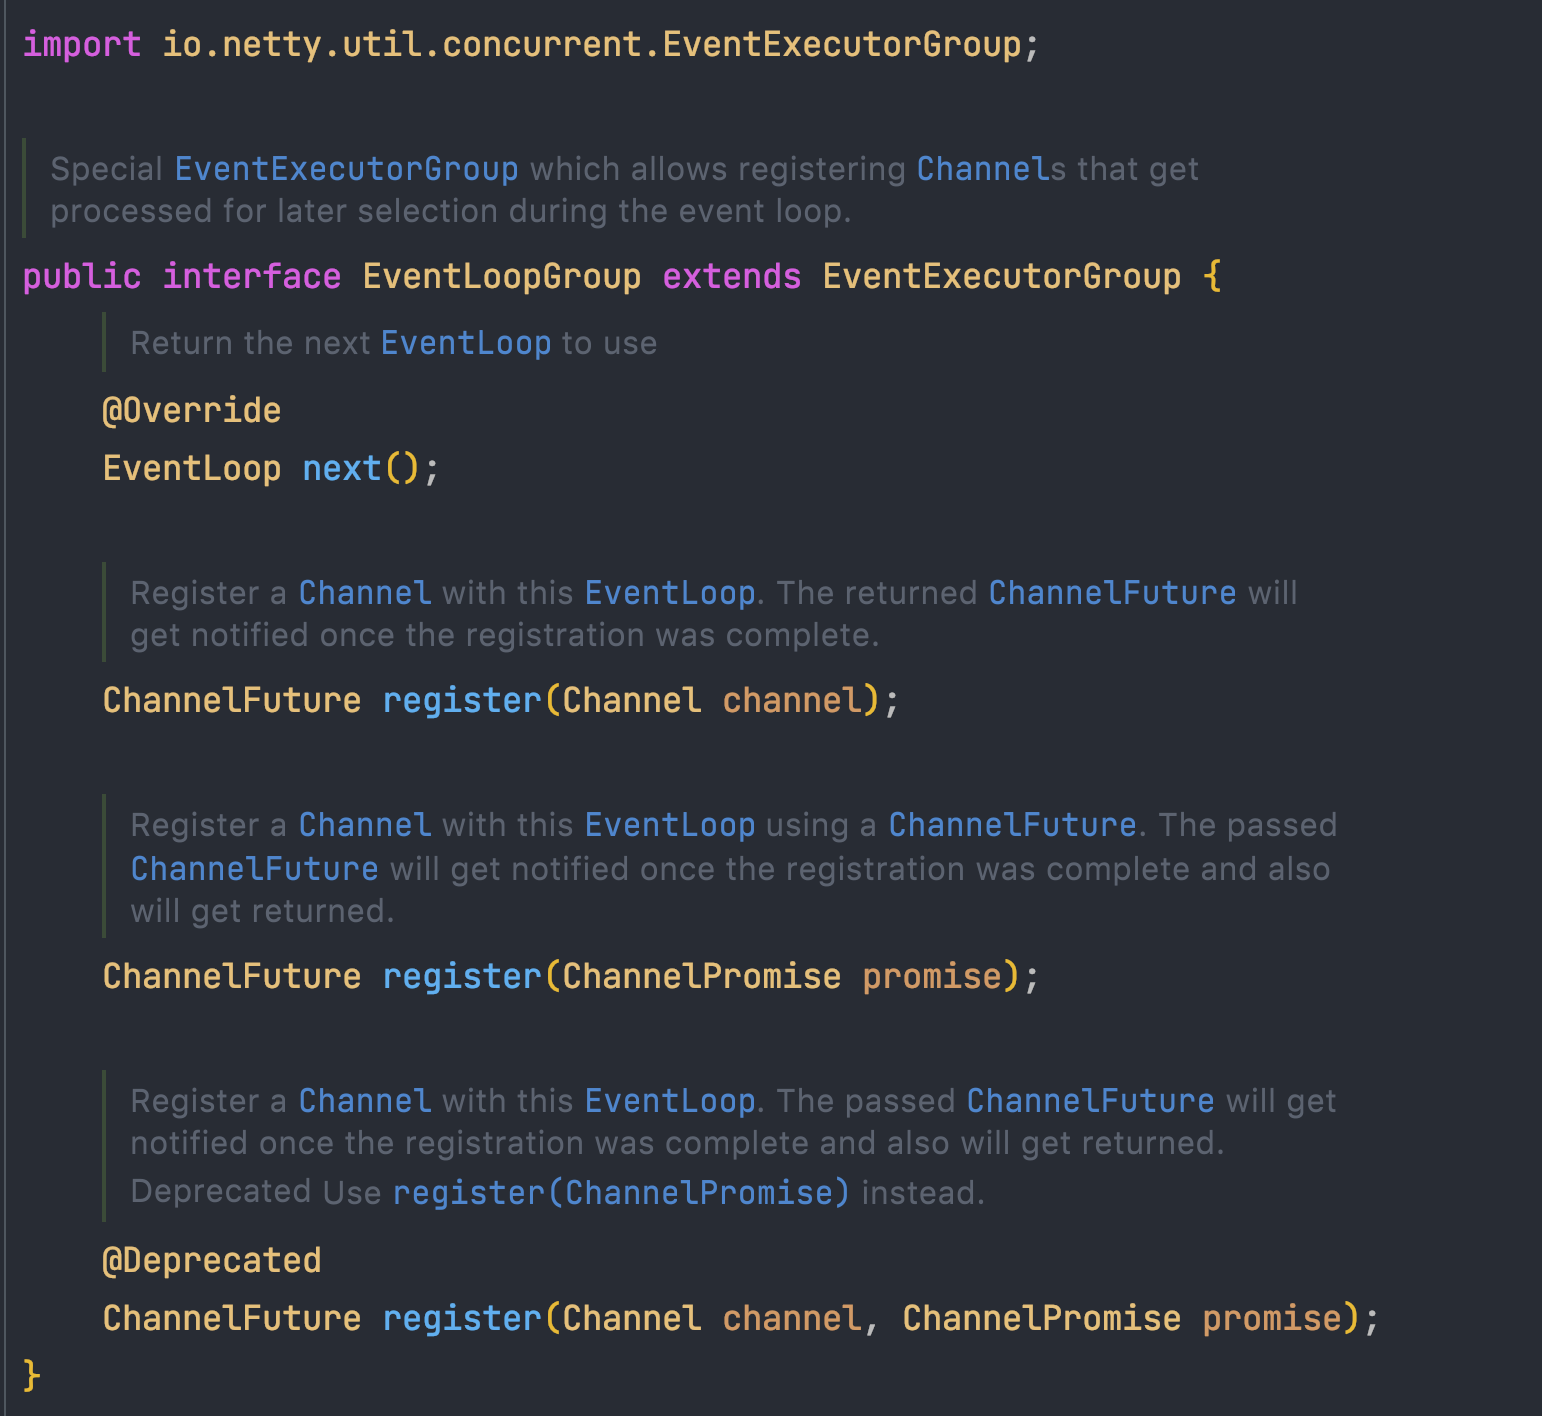 import io.netty.util.concurrent.EventExecutorGroup;
Special EventExecutorGroup which allows registering Channels that get
processed for later selection during the event loop.
public interface EventLoopGroup extends EventExecutorGroup {
Return the next EventLoop to use
@Override
EventLoop next();
Register a Channel with this EventLoop. The returned ChannelFuture will
get notified once the registration was complete.
ChannelFuture register(Channel channel);
Register a Channel with this EventLoop using a ChannelFuture. The passed
ChannelFuture will get notified once the registration was complete and also
will get returned.
ChannelFuture register(ChannelPromise promise);
Register a Channel with this EventLoop. The passed ChannelFuture will get
notified once the registration was complete and also will get returned.
Deprecated Use register(ChannelPromise) instead.
@Deprecated
ChannelFuture register(Channel channel, ChannelPromise promise);
}